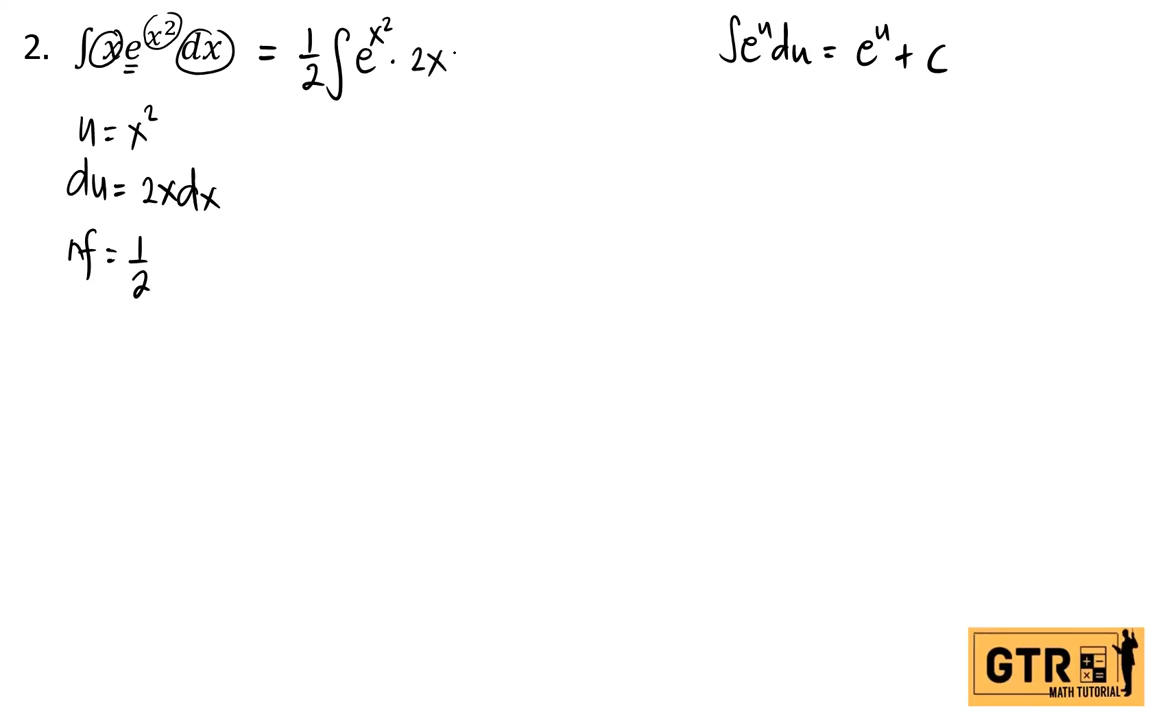 2. ∫xe^(x²)dx = 1/2 ∫e^x² · 2x·
∫e^u du = e^u + c
u = x²
du = 2xdx
nf = 1/2
GTR
MATH TUTORIAL